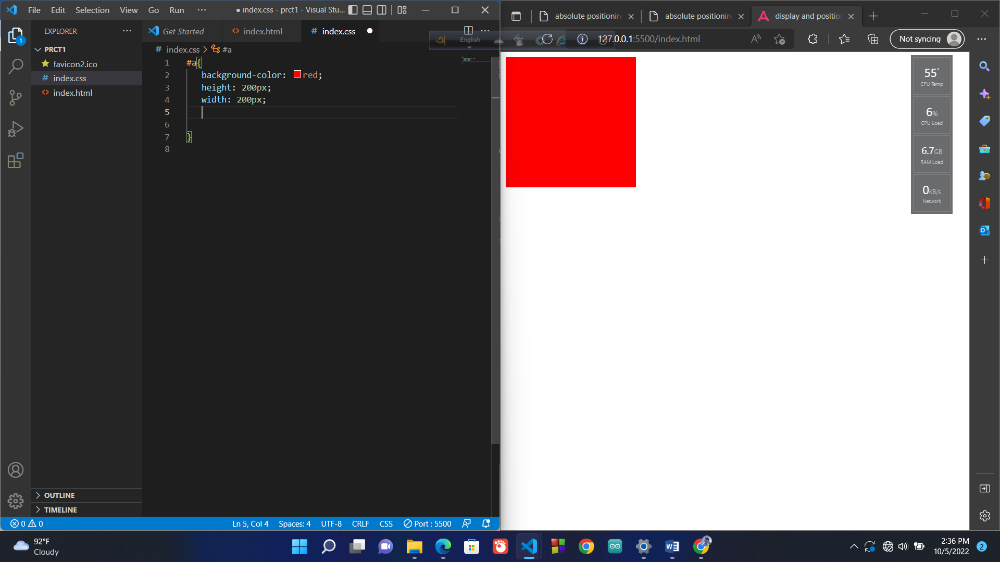 File Edit Selection View Go Run ···
● index.css - prct1 - Visual Stu...
EXPLORER
PRCT1
favicon2.ico
index.css
index.html
OUTLINE
TIMELINE
Get Started
index.html
index.css
index.css > #a
1 #a{
2 background-color: red;
3 height: 200px;
4 width: 200px;
5
6
7 }
8
0 0
Ln 5, Col 4 Spaces: 4 UTF-8 CRLF CSS Port : 5500
English
absolute positionin
absolute positionin
display and position
127.0.0.1:5500/index.html
Not syncing
55°
CPU Temp
6%
CPU Load
6.7GB
RAM Load
0KB/s
Network
92°F
Cloudy
2:36 PM
10/5/2022
2
1